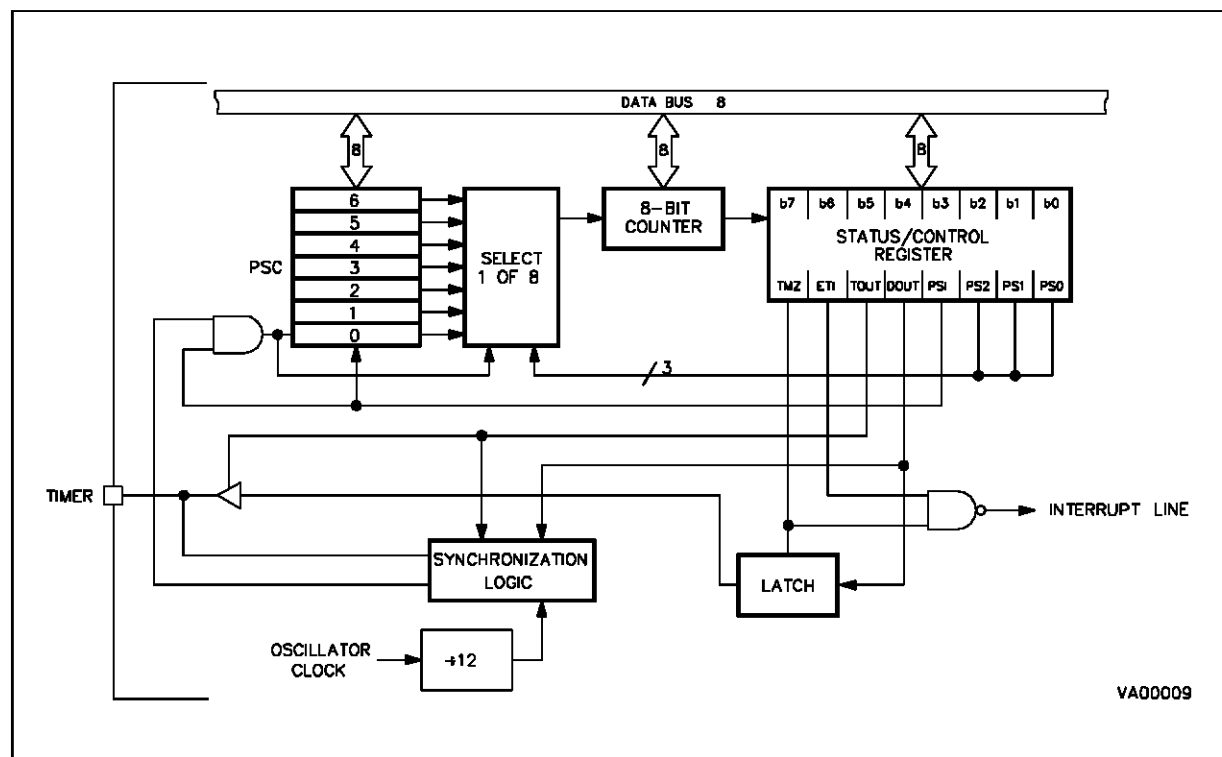 DATA BUS 8
8
8
8
6
5
4
3
2
1
0
PSC
SELECT
1 OF 8
8-BIT
COUNTER
b7 b6 b5 b4 b3 b2 b1 b0
STATUS/CONTROL
REGISTER
TMZ ETI TOUT DOUT PSI PS2 PS1 PS0
3
TIMER
SYNCHRONIZATION
LOGIC
LATCH
INTERRUPT LINE
OSCILLATOR
CLOCK
÷12
VA00009